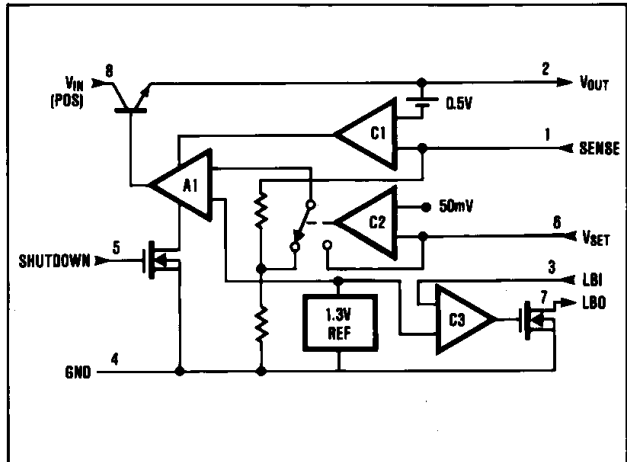 8
VIN
(POS)
2
VOUT
0.5V
C1
1
SENSE
A1
C2
50mV
6
VSET
5
SHUTDOWN
3
LBI
1.3V
REF
C3
7
LBO
4
GND